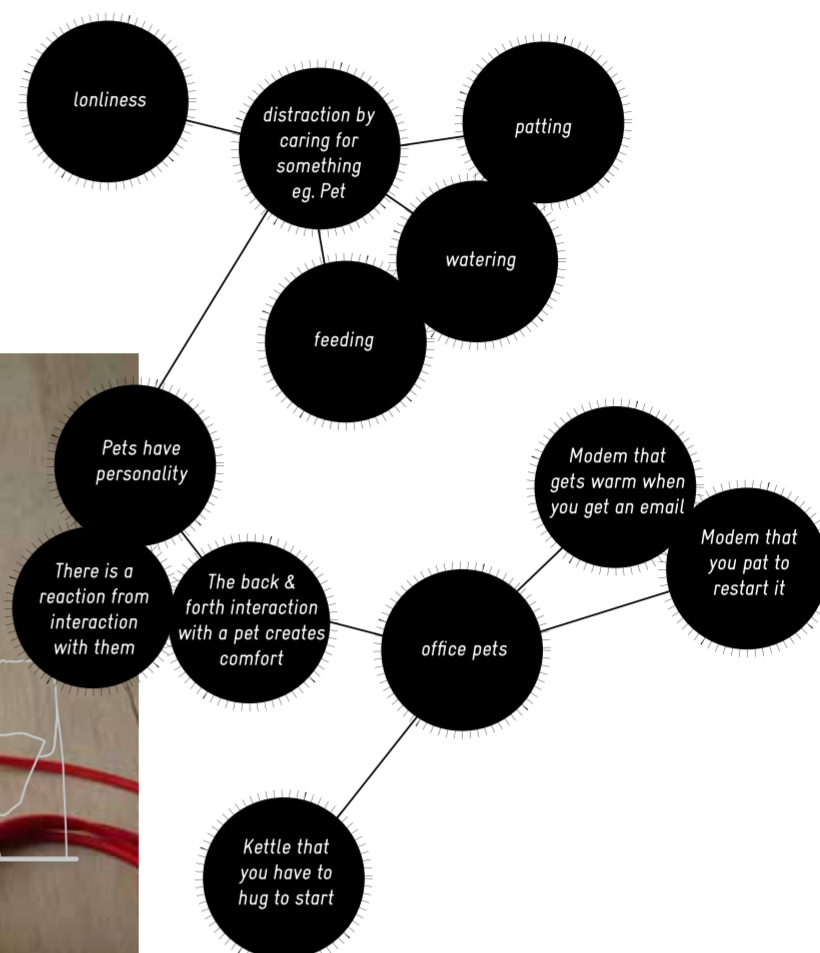 lonliness
distraction by
caring for
something
eg. Pet
patting
watering
feeding
Pets have
personality
There is a
reaction from
interaction
with them
The back &
forth interaction
with a pet creates
comfort
office pets
Modem that
gets warm when
you get an email
Modem that
you pat to
restart it
Kettle that
you have to
hug to start